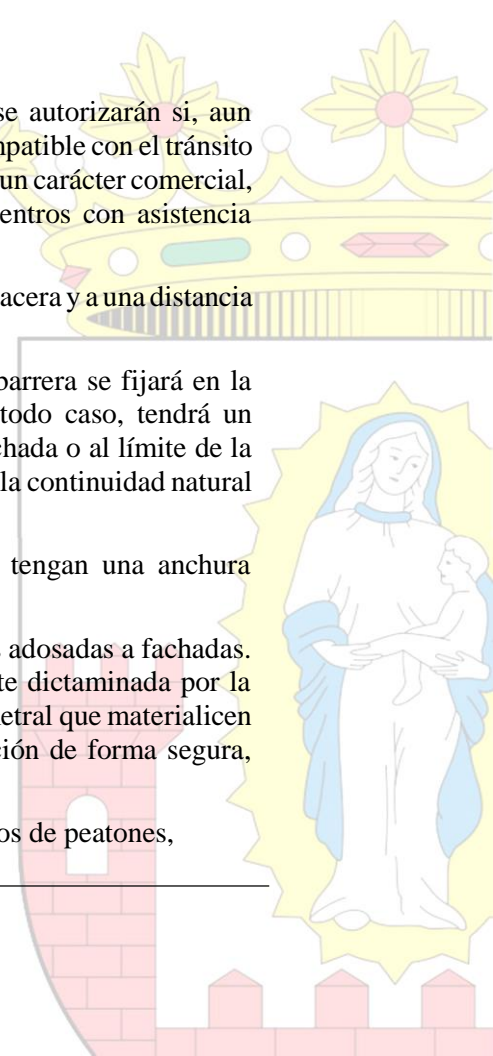 se autorizarán si, aun
patible con el tránsito
un carácter comercial,
entros con asistencia
acera y a una distancia
barrera se fijará en la
todo caso, tendrá un
chada o al límite de la
la continuidad natural
tengan una anchura
adosadas a fachadas.
te dictaminada por la
etral que materialicen
ción de forma segura,
os de peatones,